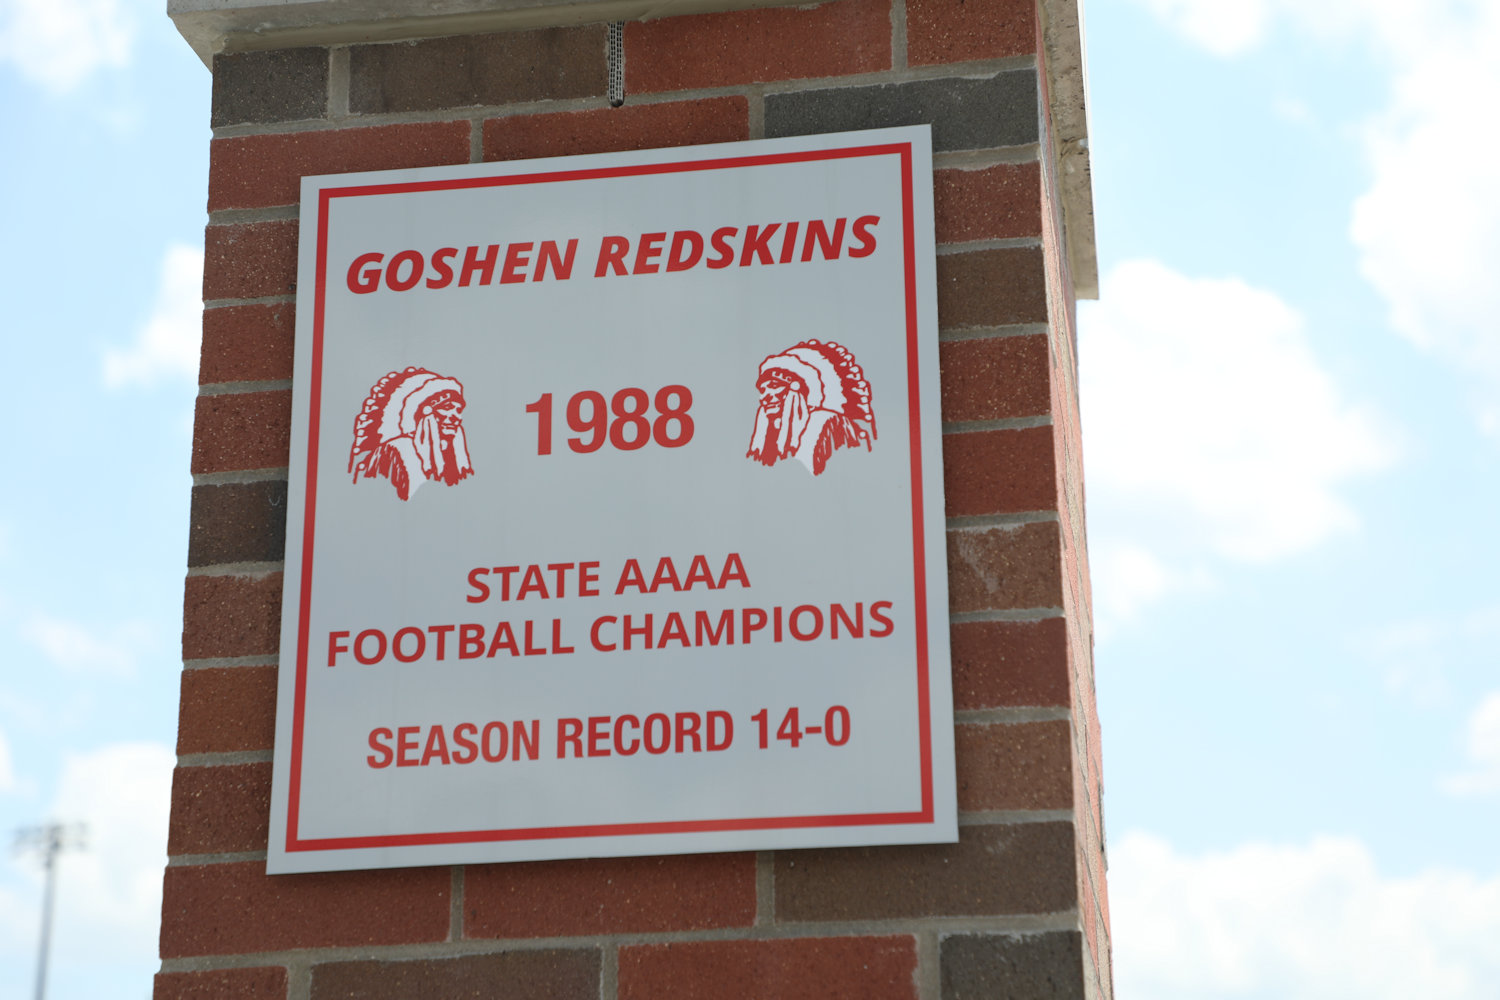 GOSHEN REDSKINS
1988
STATE AAAA
FOOTBALL CHAMPIONS
SEASON RECORD 14-0